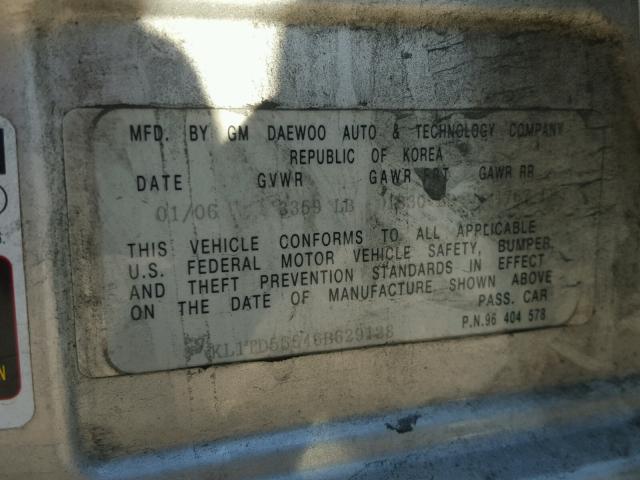 MFD. BY GM DAEWOO AUTO & TECHNOLOGY COMPANY
REPUBLIC OF KOREA
DATE GVWR GAWR FRT GAWR RR
01/06 3359 LB 1830
THIS VEHICLE CONFORMS TO ALL APPLICABLE
U.S. FEDERAL MOTOR VEHICLE SAFETY, BUMPER,
AND THEFT PREVENTION STANDARDS IN EFFECT
ON THE DATE OF MANUFACTURE SHOWN ABOVE
PASS. CAR
P.N.96 404 578